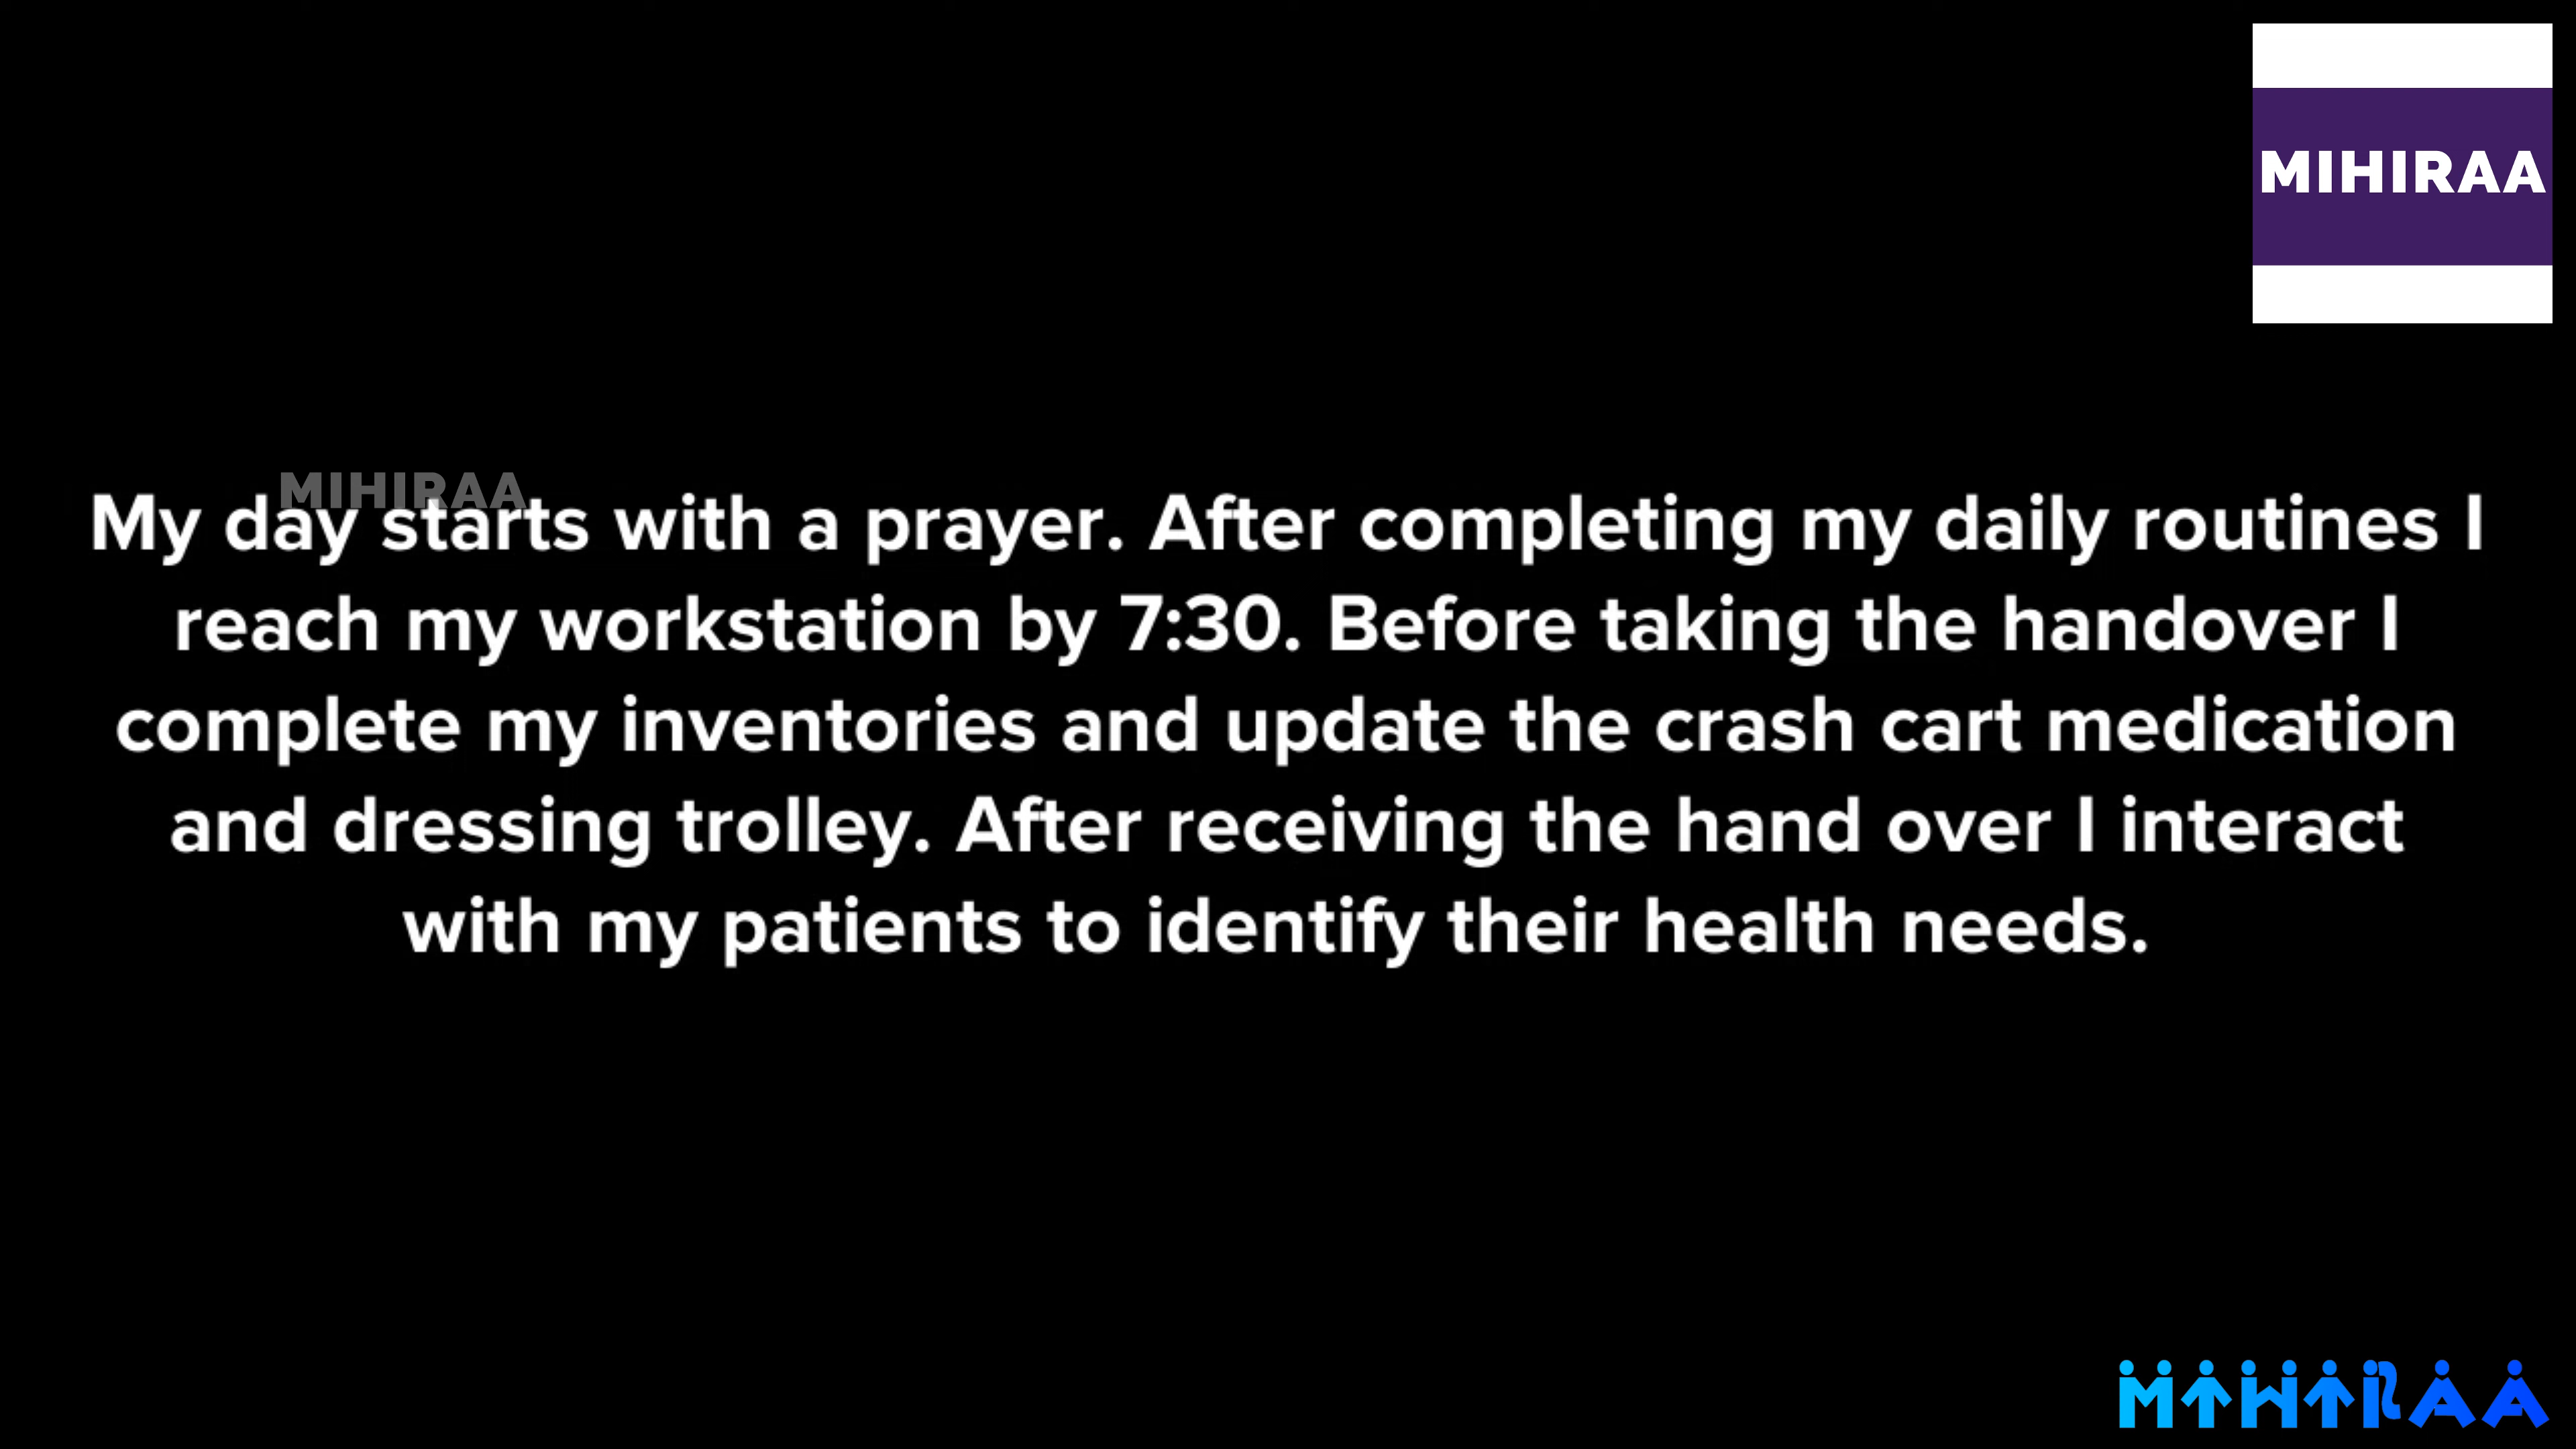 MIHIRAA
MIHIRAA
My day starts with a prayer. After completing my daily routines I
reach my workstation by 7:30. Before taking the handover I
complete my inventories and update the crash cart medication
and dressing trolley. After receiving the hand over I interact
with my patients to identify their health needs.
MIHIRAA